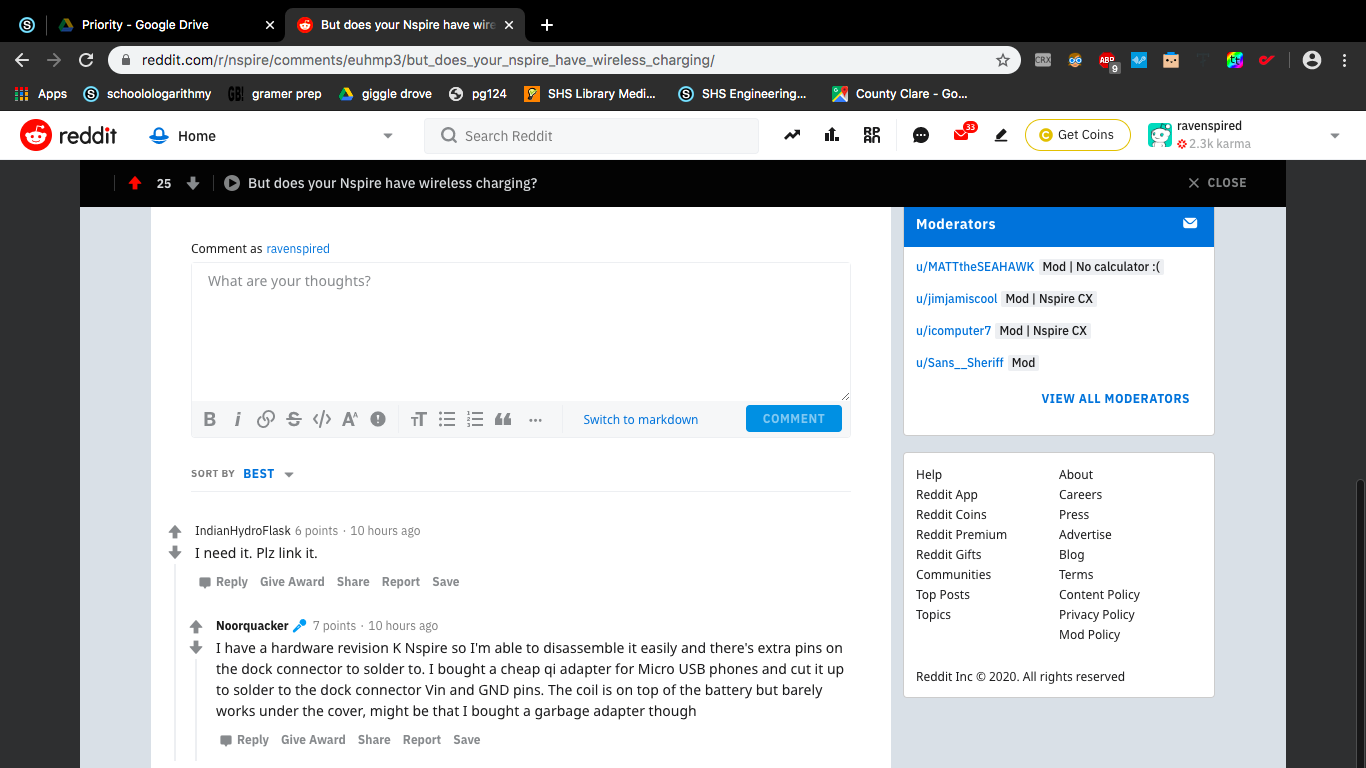 Priority - Google Drive
But does your Nspire have wire
reddit.com/r/nspire/comments/euhmp3/but_does_your_nspire_have_wireless_charging/
CRX
ABP
9
Apps
schoolologarithmy
GB!
gramer prep
giggle drove
pg124
SHS Library Medi...
SHS Engineering...
County Clare - Go...
reddit
Home
Search Reddit
33
Get Coins
ravenspired
2.3k karma
25
But does your Nspire have wireless charging?
CLOSE
Comment as ravenspired
What are your thoughts?
Switch to markdown
COMMENT
SORT BY BEST
IndianHydroFlask 6 points · 10 hours ago
I need it. Plz link it.
Reply Give Award Share Report Save
Noorquacker 7 points · 10 hours ago
I have a hardware revision K Nspire so I'm able to disassemble it easily and there's extra pins on
the dock connector to solder to. I bought a cheap qi adapter for Micro USB phones and cut it up
to solder to the dock connector Vin and GND pins. The coil is on top of the battery but barely
works under the cover, might be that I bought a garbage adapter though
Reply Give Award Share Report Save
Moderators
u/MATTtheSEAHAWK Mod | No calculator :(
u/jimjamiscool Mod | Nspire CX
u/icomputer7 Mod | Nspire CX
u/Sans__Sheriff Mod
VIEW ALL MODERATORS
Help
Reddit App
Reddit Coins
Reddit Premium
Reddit Gifts
Communities
Top Posts
Topics
About
Careers
Press
Advertise
Blog
Terms
Content Policy
Privacy Policy
Mod Policy
Reddit Inc © 2020. All rights reserved